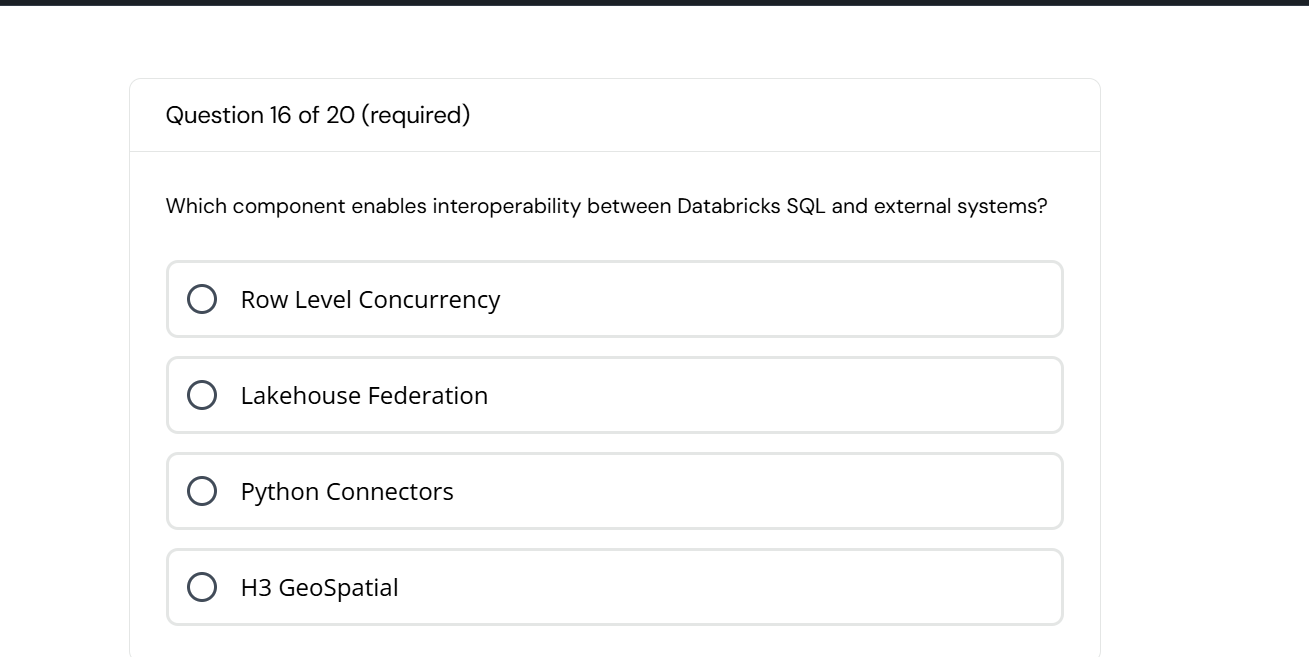 Question 16 of 20 (required)
Which component enables interoperability between Databricks SQL and external systems?
Row Level Concurrency
Lakehouse Federation
Python Connectors
H3 GeoSpatial